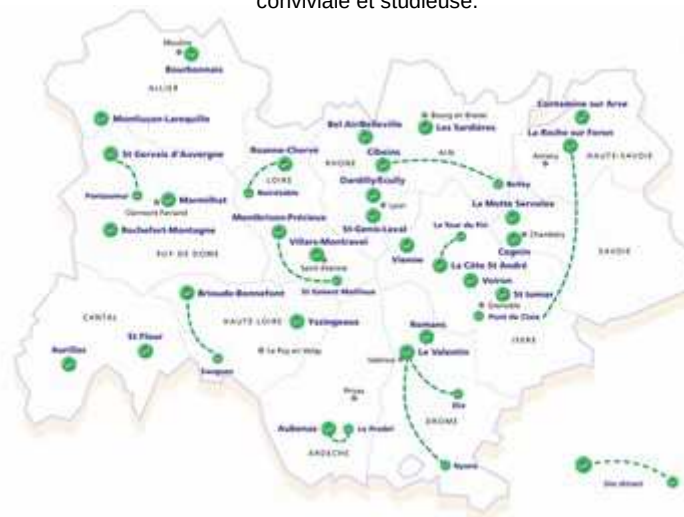 conviviale et studieuse.
Moulins
Bourbonnais
ALLIER
Contamine sur Arve
Montluçon-Larequille
Bourg en Bresse
Bel Air/Belleville
Les Sardières
La Roche sur Foron
St Gervais d'Auvergne
Roanne-Chervé
Cibeins
AIN
RHONE
Annecy
HAUTE-SAVOIE
LOIRE
Dardilly/Ecully
Belley
Noirétable
Marmilhat
Clermont Ferrand
Lyon
La Motte Servolex
Montbrison-Précieux
St-Genis-Laval
La Tour du Pin
Rochefort-Montagne
Chambéry
Villars-Montravel
Vienne
Cognin
PUY DE DOME
SAVOIE
Saint-Etienne
La Côte St André
Voiron
St Ismier
Brioude-Bonnefont
Grenoble
CANTAL
HAUTE LOIRE
Yssingeaux
Pont de Claix
Romans
ISERE
St Flour
Le Puy en Velay
Valence
Le Valentin
Aurillac
Saugues
Privas
Die
Aubenas
Le Pradel
DROME
ARDECHE
Nyons
Site distant